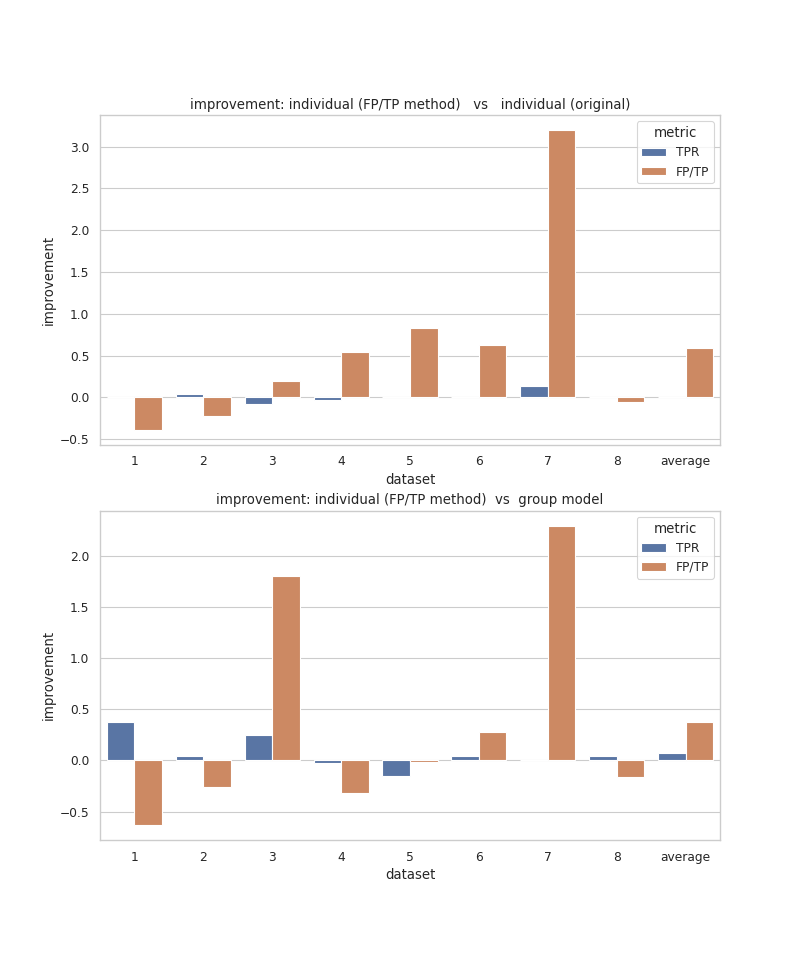 improvement: individual (FP/TP method)   vs   individual (original)
metric
TPR
FP/TP
3.0
2.5
2.0
1.5
1.0
0.5
0.0
−0.5
improvement
1 2 3 4 5 6 7 8 average
dataset
improvement: individual (FP/TP method)  vs  group model
metric
TPR
FP/TP
2.0
1.5
1.0
0.5
0.0
−0.5
improvement
1 2 3 4 5 6 7 8 average
dataset